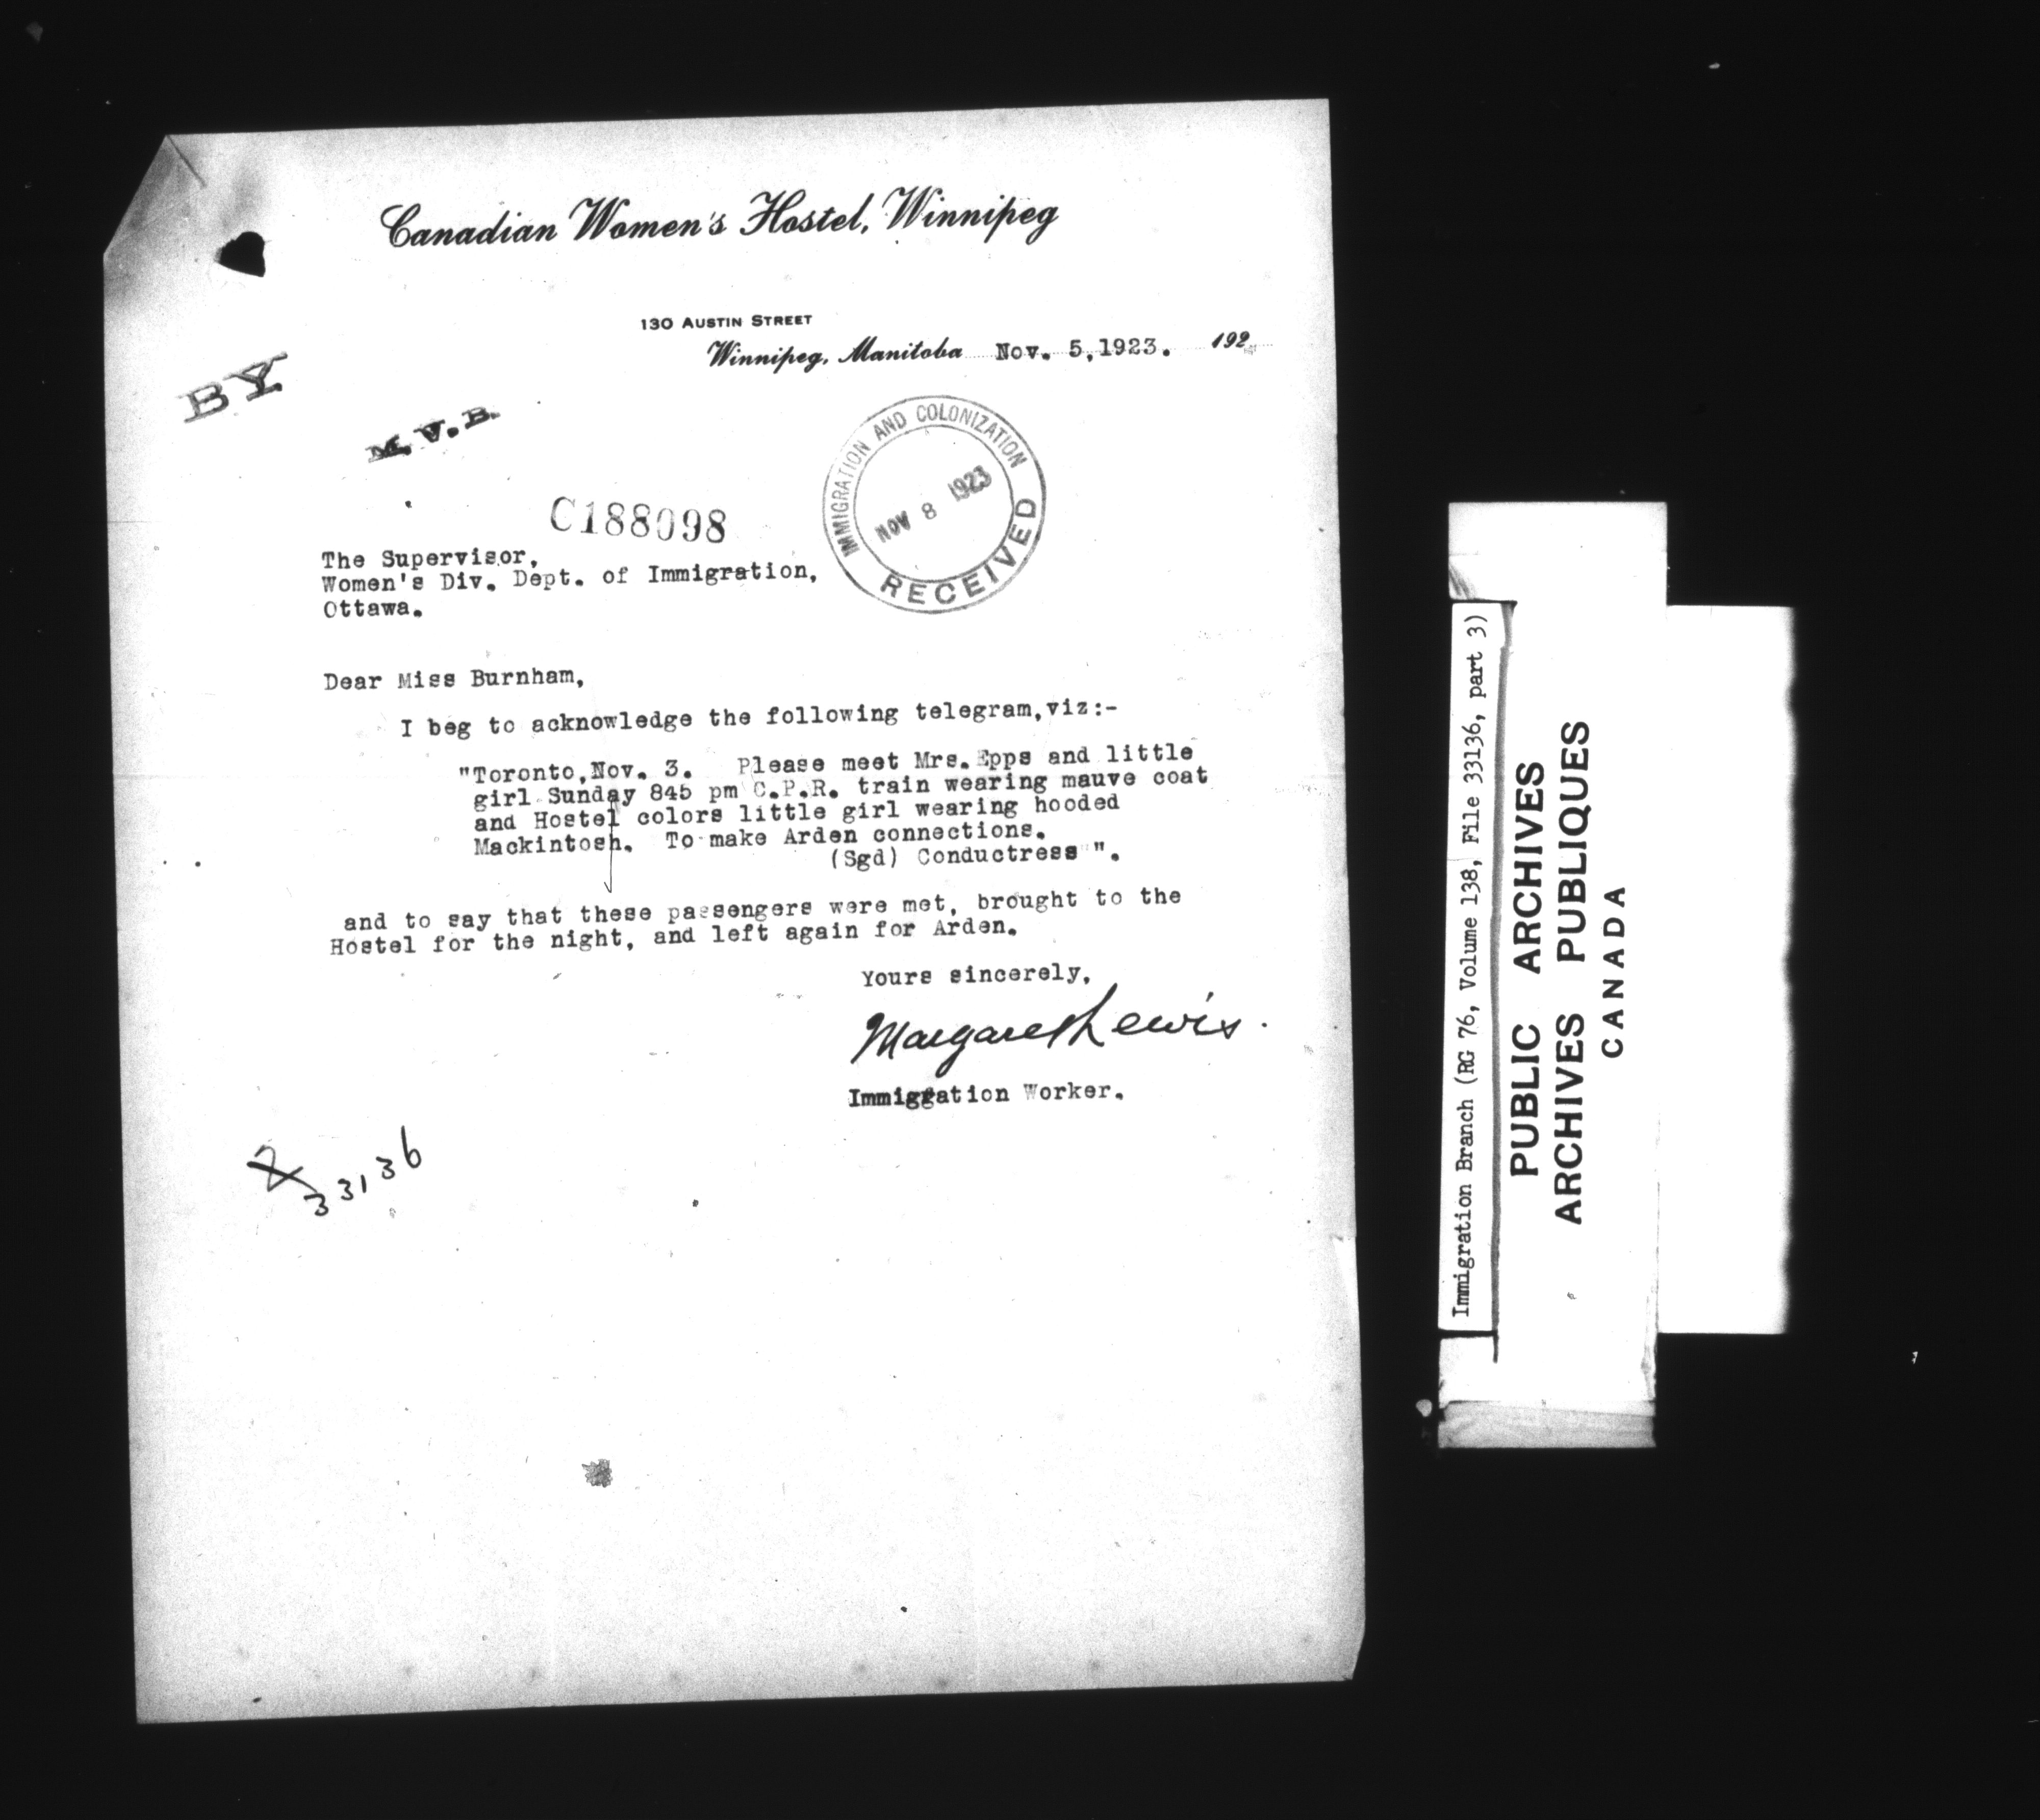 Canadian Women's Hostel, Winnipeg
130 AUSTIN STREET
Winnipeg, Manitoba Nov. 5,1923. 192
BY
M.V.B.
IMMIGRATION AND COLONIZATION
NOV 8 1923
RECEIVED
C188098
The Supervisor,
Women's Div. Dept. of Immigration,
Ottawa.
Dear Miss Burnham,
I beg to acknowledge the following telegram,viz:-
"Toronto,Nov. 3. Please meet Mrs. Epps and little
girl Sunday 845 pm C.P.R. train wearing mauve coat
and Hostel colors little girl wearing hooded
Mackintosh. To make Arden connections.
(Sgd) Conductress ".
and to say that these passengers were met, brought to the
Hostel for the night, and left again for Arden.
Yours sincerely,
Margaret Lewis.
Immigration Worker.
33136
Immigration Branch (RG 76, Volume 138, File 33136, part 3)
PUBLIC ARCHIVES
ARCHIVES PUBLIQUES
CANADA